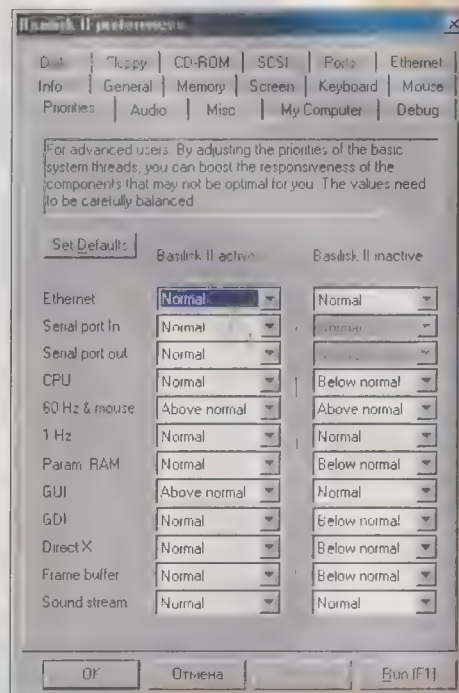 Basilisk II preferences
Disk Floppy CD-ROM SCSI Ports Ethernet
Info General Memory Screen Keyboard Mouse
Priorities Audio Misc My Computer Debug
For advanced users. By adjusting the priorities of the basic
system threads, you can boost the responsiveness of the
components that may not be optimal for you. The values need
to be carefully balanced
Set Defaults
Basilisk II active Basilisk II inactive
Ethernet Normal Normal
Serial port In Normal Normal
Serial port out Normal
CPU Normal Below normal
60 Hz & mouse Above normal Above normal
1 Hz Normal Normal
Param. RAM Normal Below normal
GUI Above normal Normal
GDI Normal Below normal
DirectX Normal Below normal
Frame buffer Normal Below normal
Sound stream Normal Normal
OK Отмена Run (F1)